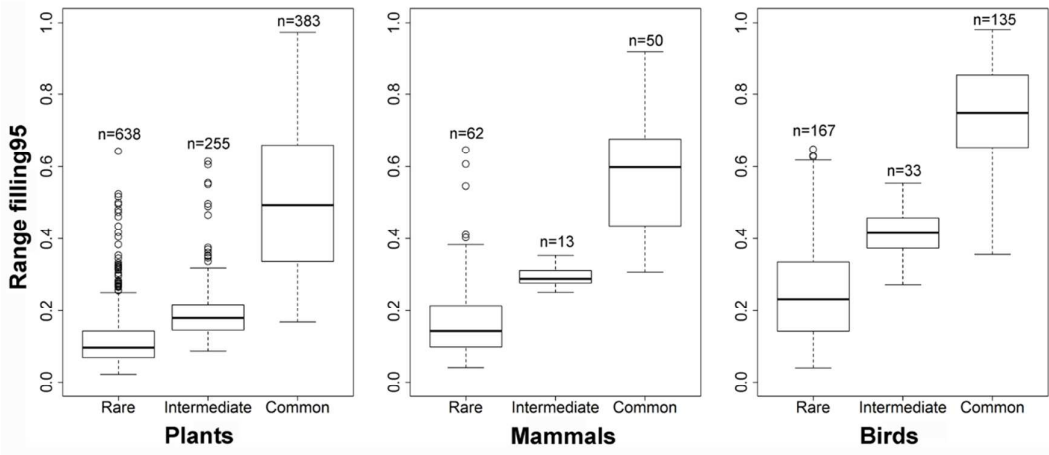 Range filling95
1.0
0.8
0.6
0.4
0.2
0.0
n=638
n=255
n=383
Rare Intermediate Common
Plants
1.0
0.8
0.6
0.4
0.2
0.0
n=62
n=13
n=50
Rare Intermediate Common
Mammals
1.0
0.8
0.6
0.4
0.2
0.0
n=167
n=33
n=135
Rare Intermediate Common
Birds